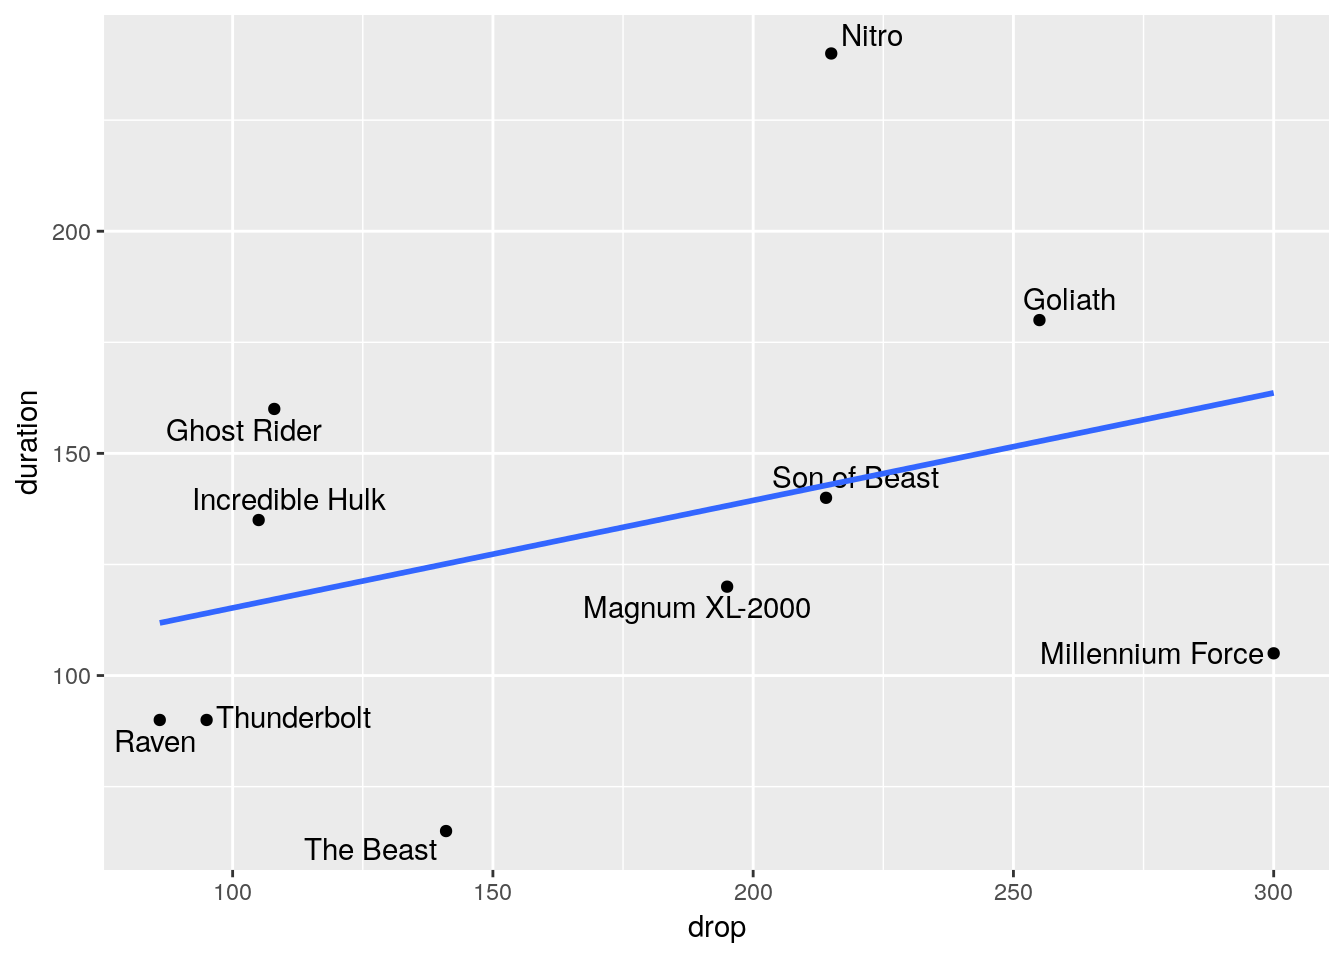 Nitro
200
Goliath
Ghost Rider
150
Son of Beast
Incredible Hulk
Magnum XL-2000
Millennium Force
100
Thunderbolt
Raven
The Beast
100 150 200 250 300
drop
duration